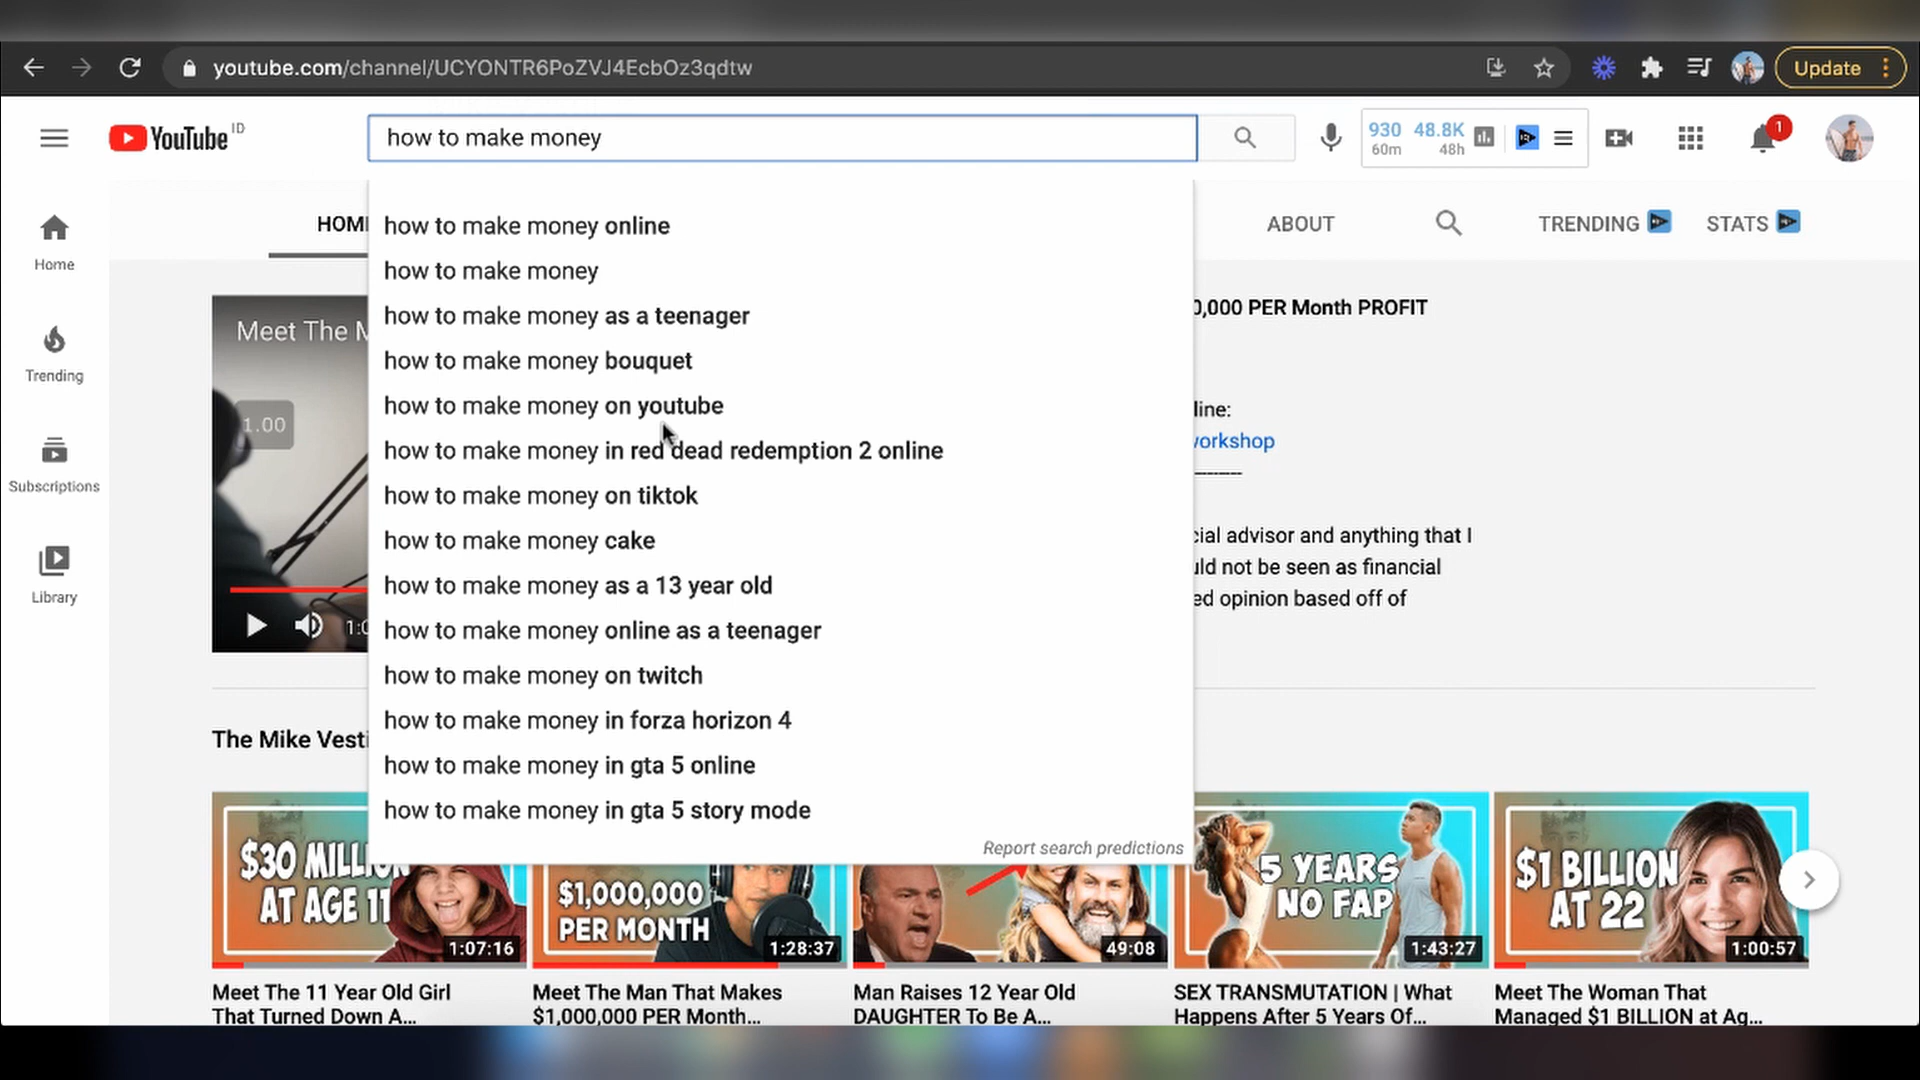 youtube.com/channel/UCYONTR6PoZVJ4EcbOz3qdtw
Update
YouTube ID
how to make money
930 48.8K
60m 48h
1
HOME
ABOUT
TRENDING
STATS
Home
Trending
Subscriptions
Library
how to make money online
how to make money
how to make money as a teenager
how to make money bouquet
how to make money on youtube
how to make money in red dead redemption 2 online
how to make money on tiktok
how to make money cake
how to make money as a 13 year old
how to make money online as a teenager
how to make money on twitch
how to make money in forza horizon 4
how to make money in gta 5 online
how to make money in gta 5 story mode
Report search predictions
Meet The M
1.00
1:0
0,000 PER Month PROFIT
line:
workshop
cial advisor and anything that I
uld not be seen as financial
ed opinion based off of
The Mike Vesti
$30 MILLION
AT AGE 11
1:07:16
$1,000,000
PER MONTH
1:28:37
49:08
5 YEARS
NO FAP
1:43:27
$1 BILLION
AT 22
1:00:57
Meet The 11 Year Old Girl
That Turned Down A...
Meet The Man That Makes
$1,000,000 PER Month...
Man Raises 12 Year Old
DAUGHTER To Be A...
SEX TRANSMUTATION | What
Happens After 5 Years Of...
Meet The Woman That
Managed $1 BILLION at Ag...